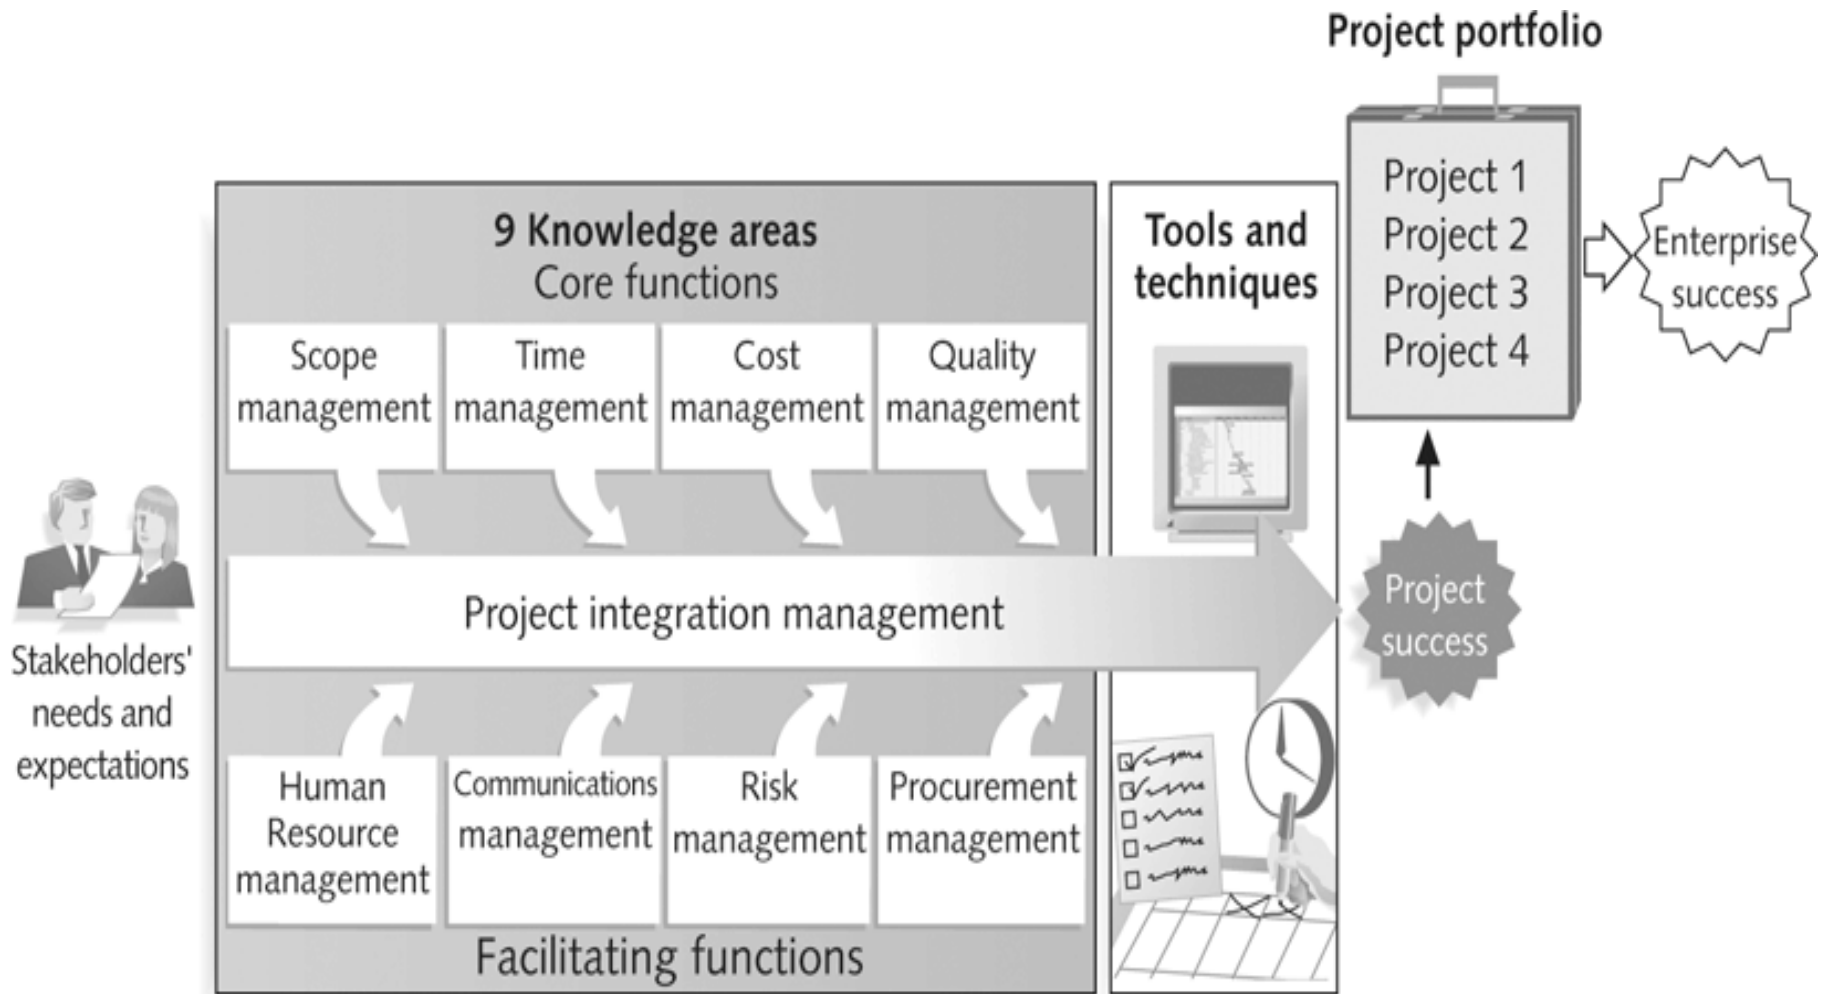 Project portfolio
Project 1
Project 2
Project 3
Project 4
Enterprise
success
9 Knowledge areas
Core functions
Scope
management
Time
management
Cost
management
Quality
management
Tools and
techniques
Stakeholders'
needs and
expectations
Project integration management
Project
success
Human
Resource
management
Communications
management
Risk
management
Procurement
management
Facilitating functions